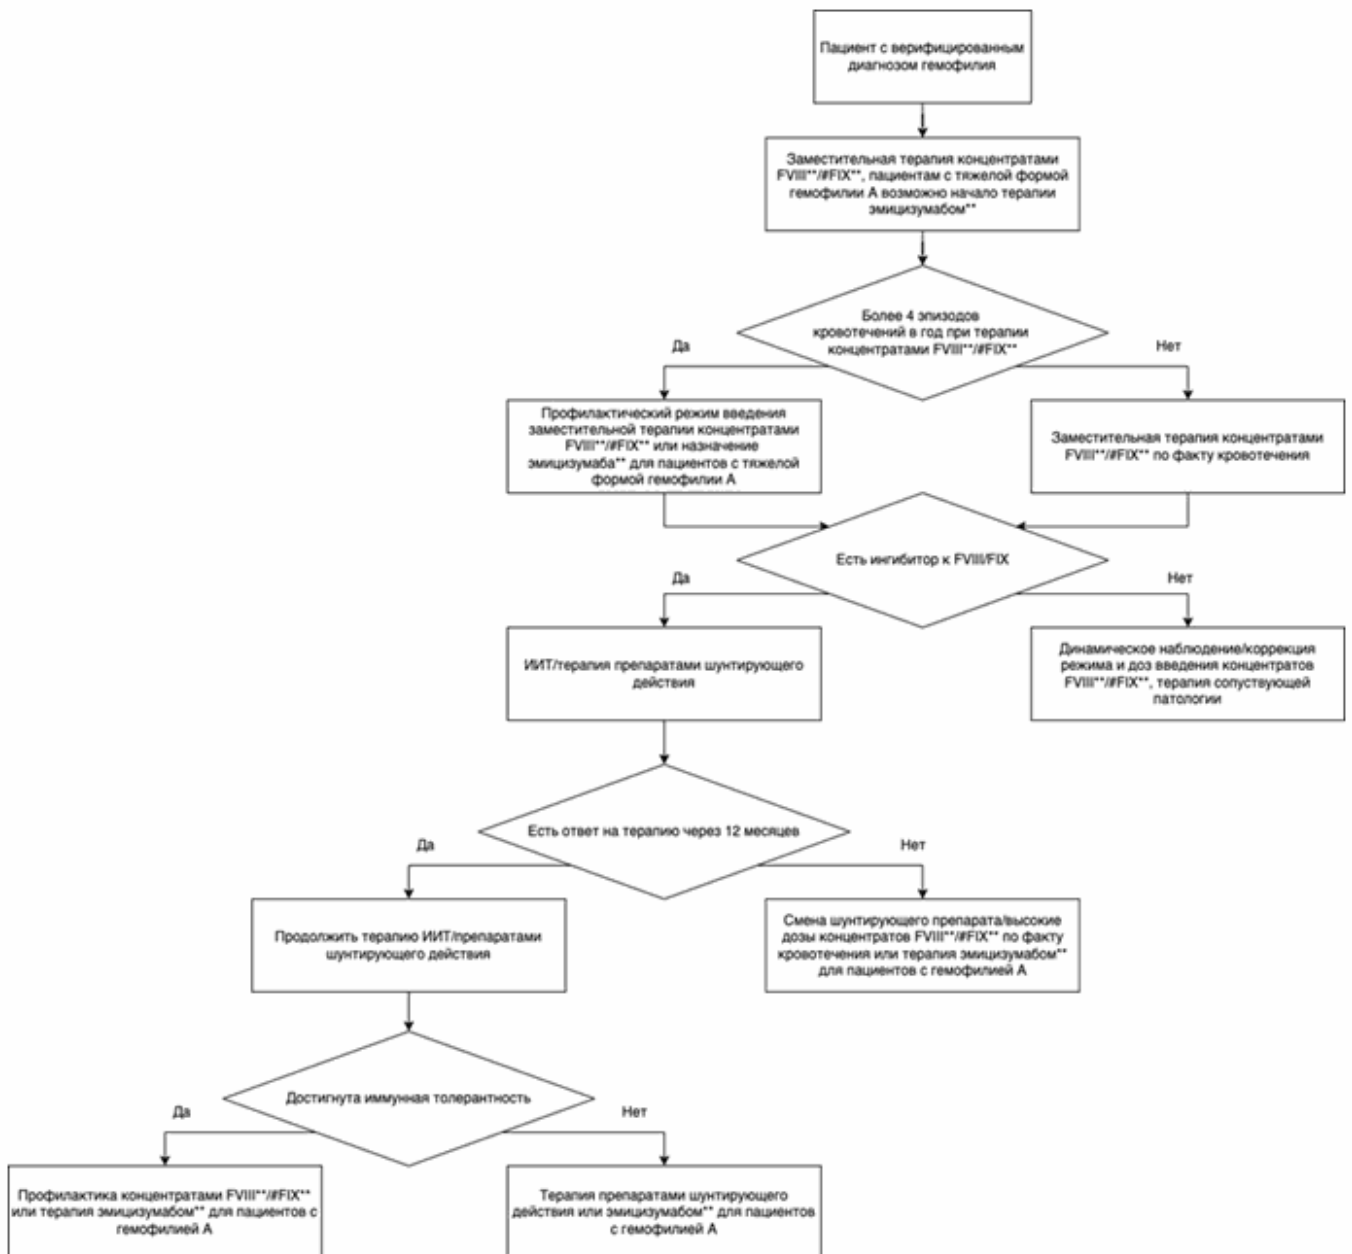 Пациент с верифицированным
диагнозом гемофилия
Заместительная терапия концентратами
FVIII**/#FIX**, пациентам с тяжелой формой
гемофилии А возможно начало терапии
эмицизумабом**
Более 4 эпизодов
кровотечений в год при терапии
концентратами FVIII**/#FIX**
Да
Нет
Профилактический режим введения
заместительной терапии концентратами
FVIII**/#FIX** или назначение
эмицизумаба** для пациентов с тяжелой
формой гемофилии А
Заместительная терапия концентратами
FVIII**/#FIX** по факту кровотечения
Есть ингибитор к FVIII/FIX
Да
Нет
ИИТ/терапия препаратами шунтирующего
действия
Динамическое наблюдение/коррекция
режима и доз введения концентратов
FVIII**/#FIX**, терапия сопуствующей
патологии
Есть ответ на терапию через 12 месяцев
Да
Нет
Продолжить терапию ИИТ/препаратами
шунтирующего действия
Смена шунтирующего препарата/высокие
дозы концентратов FVIII**/#FIX** по факту
кровотечения или терапия эмицизумабом**
для пациентов с гемофилией А
Достигнута иммунная толерантность
Да
Нет
Профилактика концентратами FVIII**/#FIX**
или терапия эмицизумабом** для пациентов с
гемофилией А
Терапия препаратами шунтирующего
действия или эмицизумабом** для пациентов
с гемофилией А